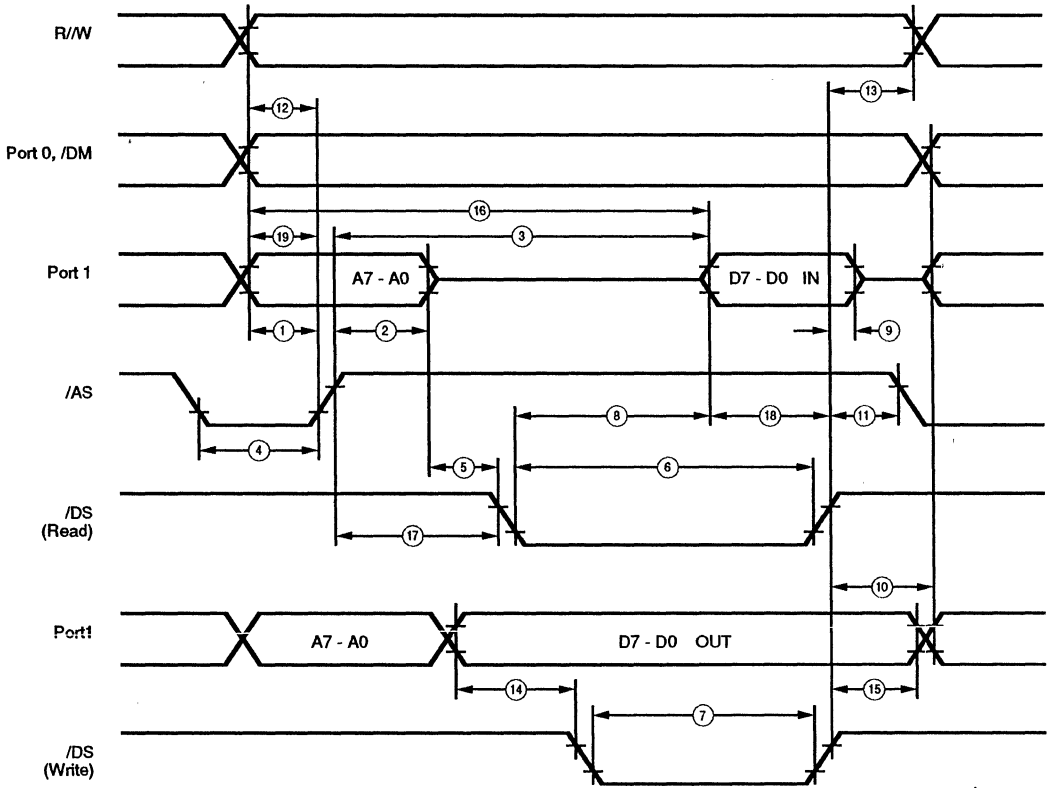 R//W
12
13
Port 0, /DM
16
19
3
Port 1
A7 - A0
D7 - D0 IN
1
2
9
/AS
8
18
11
4
5
6
/DS
(Read)
17
10
Port1
A7 - A0
D7 - D0 OUT
14
15
7
/DS
(Write)